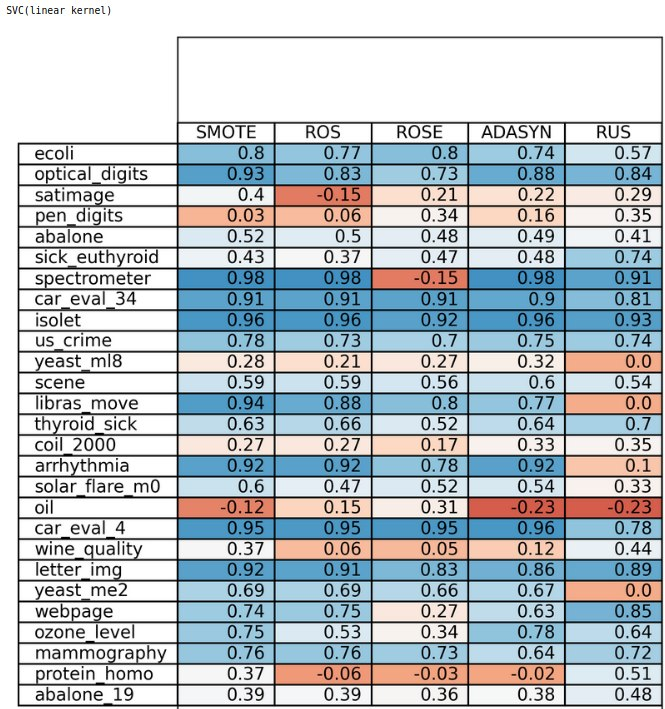 SVC(linear kernel)
SMOTE ROS ROSE ADASYN RUS
ecoli 0.8 0.77 0.8 0.74 0.57
optical_digits 0.93 0.83 0.73 0.88 0.84
satimage 0.4 -0.15 0.21 0.22 0.29
pen_digits 0.03 0.06 0.34 0.16 0.35
abalone 0.52 0.5 0.48 0.49 0.41
sick_euthyroid 0.43 0.37 0.47 0.48 0.74
spectrometer 0.98 0.98 -0.15 0.98 0.91
car_eval_34 0.91 0.91 0.91 0.9 0.81
isolet 0.96 0.96 0.92 0.96 0.93
us_crime 0.78 0.73 0.7 0.75 0.74
yeast_ml8 0.28 0.21 0.27 0.32 0.0
scene 0.59 0.59 0.56 0.6 0.54
libras_move 0.94 0.88 0.8 0.77 0.0
thyroid_sick 0.63 0.66 0.52 0.64 0.7
coil_2000 0.27 0.27 0.17 0.33 0.35
arrhythmia 0.92 0.92 0.78 0.92 0.1
solar_flare_m0 0.6 0.47 0.52 0.54 0.33
oil -0.12 0.15 0.31 -0.23 -0.23
car_eval_4 0.95 0.95 0.95 0.96 0.78
wine_quality 0.37 0.06 0.05 0.12 0.44
letter_img 0.92 0.91 0.83 0.86 0.89
yeast_me2 0.69 0.69 0.66 0.67 0.0
webpage 0.74 0.75 0.27 0.63 0.85
ozone_level 0.75 0.53 0.34 0.78 0.64
mammography 0.76 0.76 0.73 0.64 0.72
protein_homo 0.37 -0.06 -0.03 -0.02 0.51
abalone_19 0.39 0.39 0.36 0.38 0.48